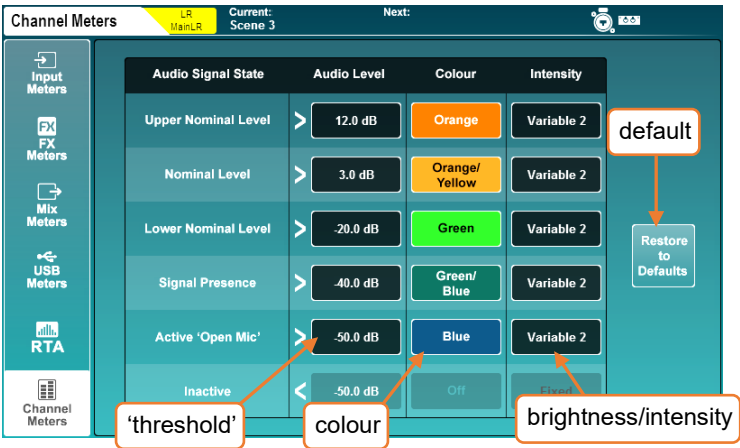 Channel Meters
LR
MainLR
Current:
Scene 3
Next:
Input
Meters
FX
FX
Meters
Mix
Meters
USB
Meters
RTA
Channel
Meters
Audio Signal State Audio Level Colour Intensity
Upper Nominal Level > 12.0 dB Orange Variable 2
Nominal Level > 3.0 dB Orange/
Yellow Variable 2
Lower Nominal Level > -20.0 dB Green Variable 2
Signal Presence > -40.0 dB Green/
Blue Variable 2
Active ‘Open Mic’ > -50.0 dB Blue Variable 2
Inactive < -50.0 dB Off Fixed
default
Restore
to
Defaults
‘threshold’
colour
brightness/intensity